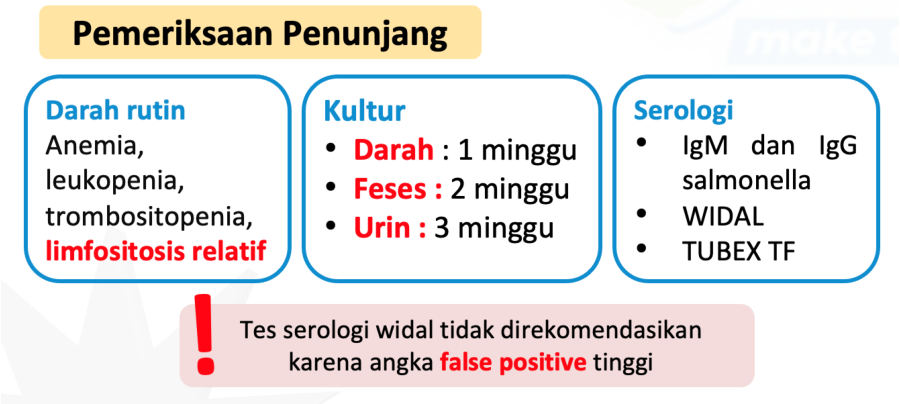 Pemeriksaan Penunjang
make
Darah rutin
Anemia,
leukopenia,
trombositopenia,
limfositosis relatif
Kultur
• Darah : 1 minggu
• Feses : 2 minggu
• Urin : 3 minggu
Serologi
• IgM dan IgG
salmonella
• WIDAL
• TUBEX TF
! Tes serologi widal tidak direkomendasikan
karena angka false positive tinggi